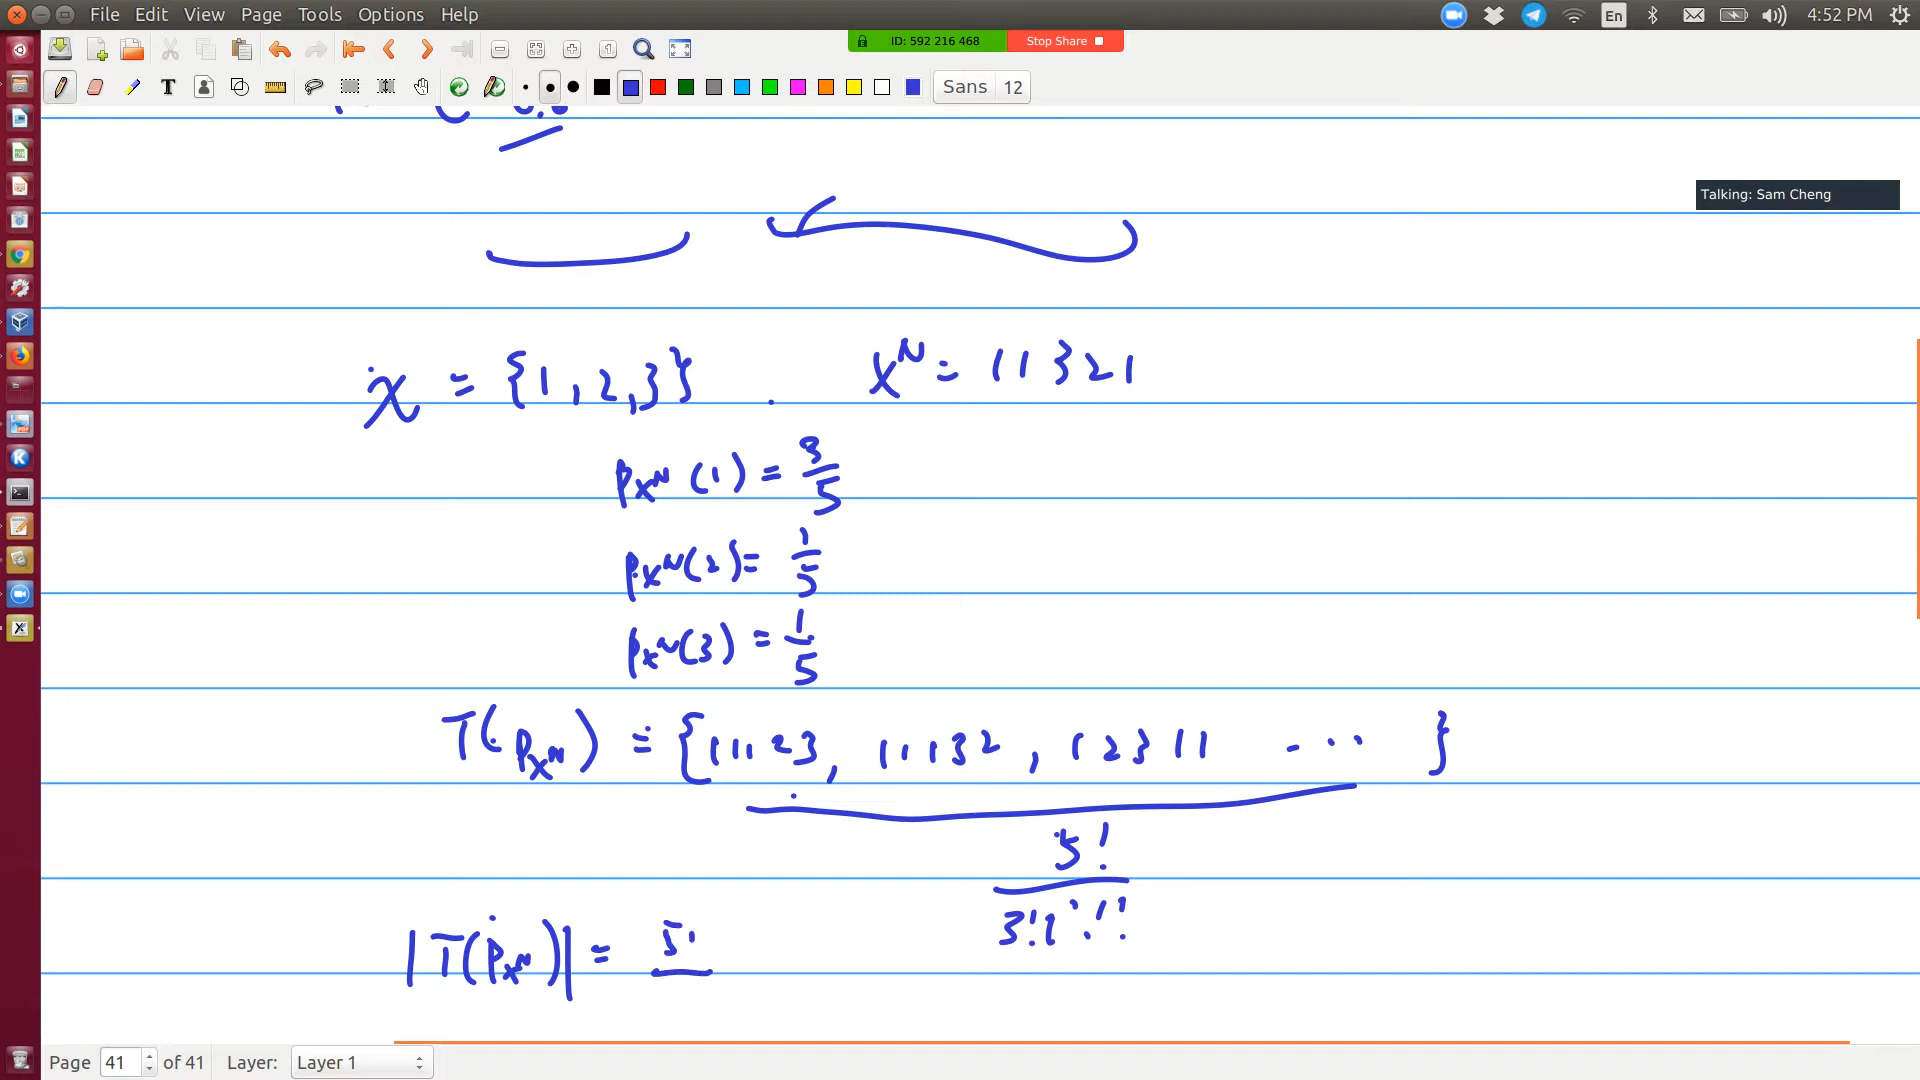 File Edit View Page Tools Options Help
En 4:52 PM
ID: 592 216 468 Stop Share
T Sans 12
Talking: Sam Cheng
𝒳 = {1, 2, 3} . x^N = 11321
p_{x^N}(1) = 3/5
p_{x^N}(2) = 1/5
p_{x^N}(3) = 1/5
T(p_{x^N}) = {11123, 11132, 12311 ...}
5!
3!1!1!
|T(p_{x^N})| = 5!
Page 41 of 41 Layer: Layer 1